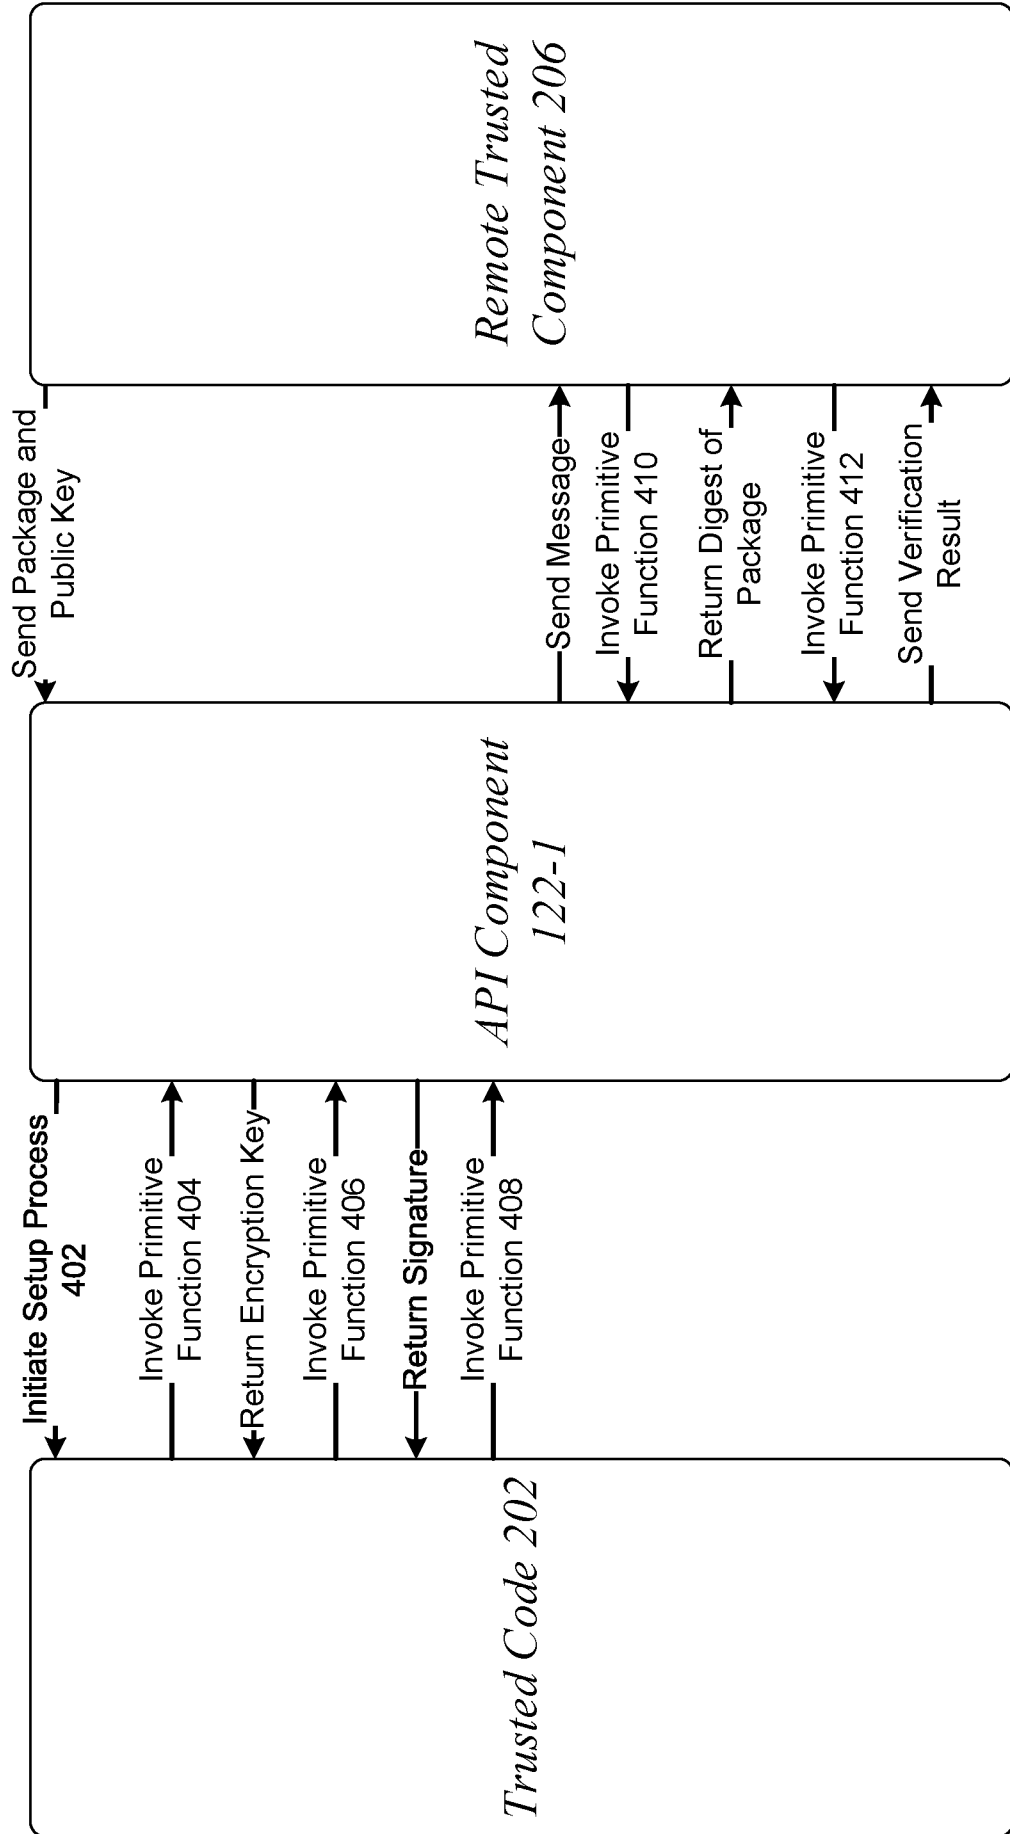 Trusted Code 202
Initiate Setup Process
402
Invoke Primitive
Function 404
Return Encryption Key
Invoke Primitive
Function 406
Return Signature
Invoke Primitive
Function 408
API Component
122-1
Send Package and
Public Key
Send Message
Invoke Primitive
Function 410
Return Digest of
Package
Invoke Primitive
Function 412
Send Verification
Result
Remote Trusted
Component 206